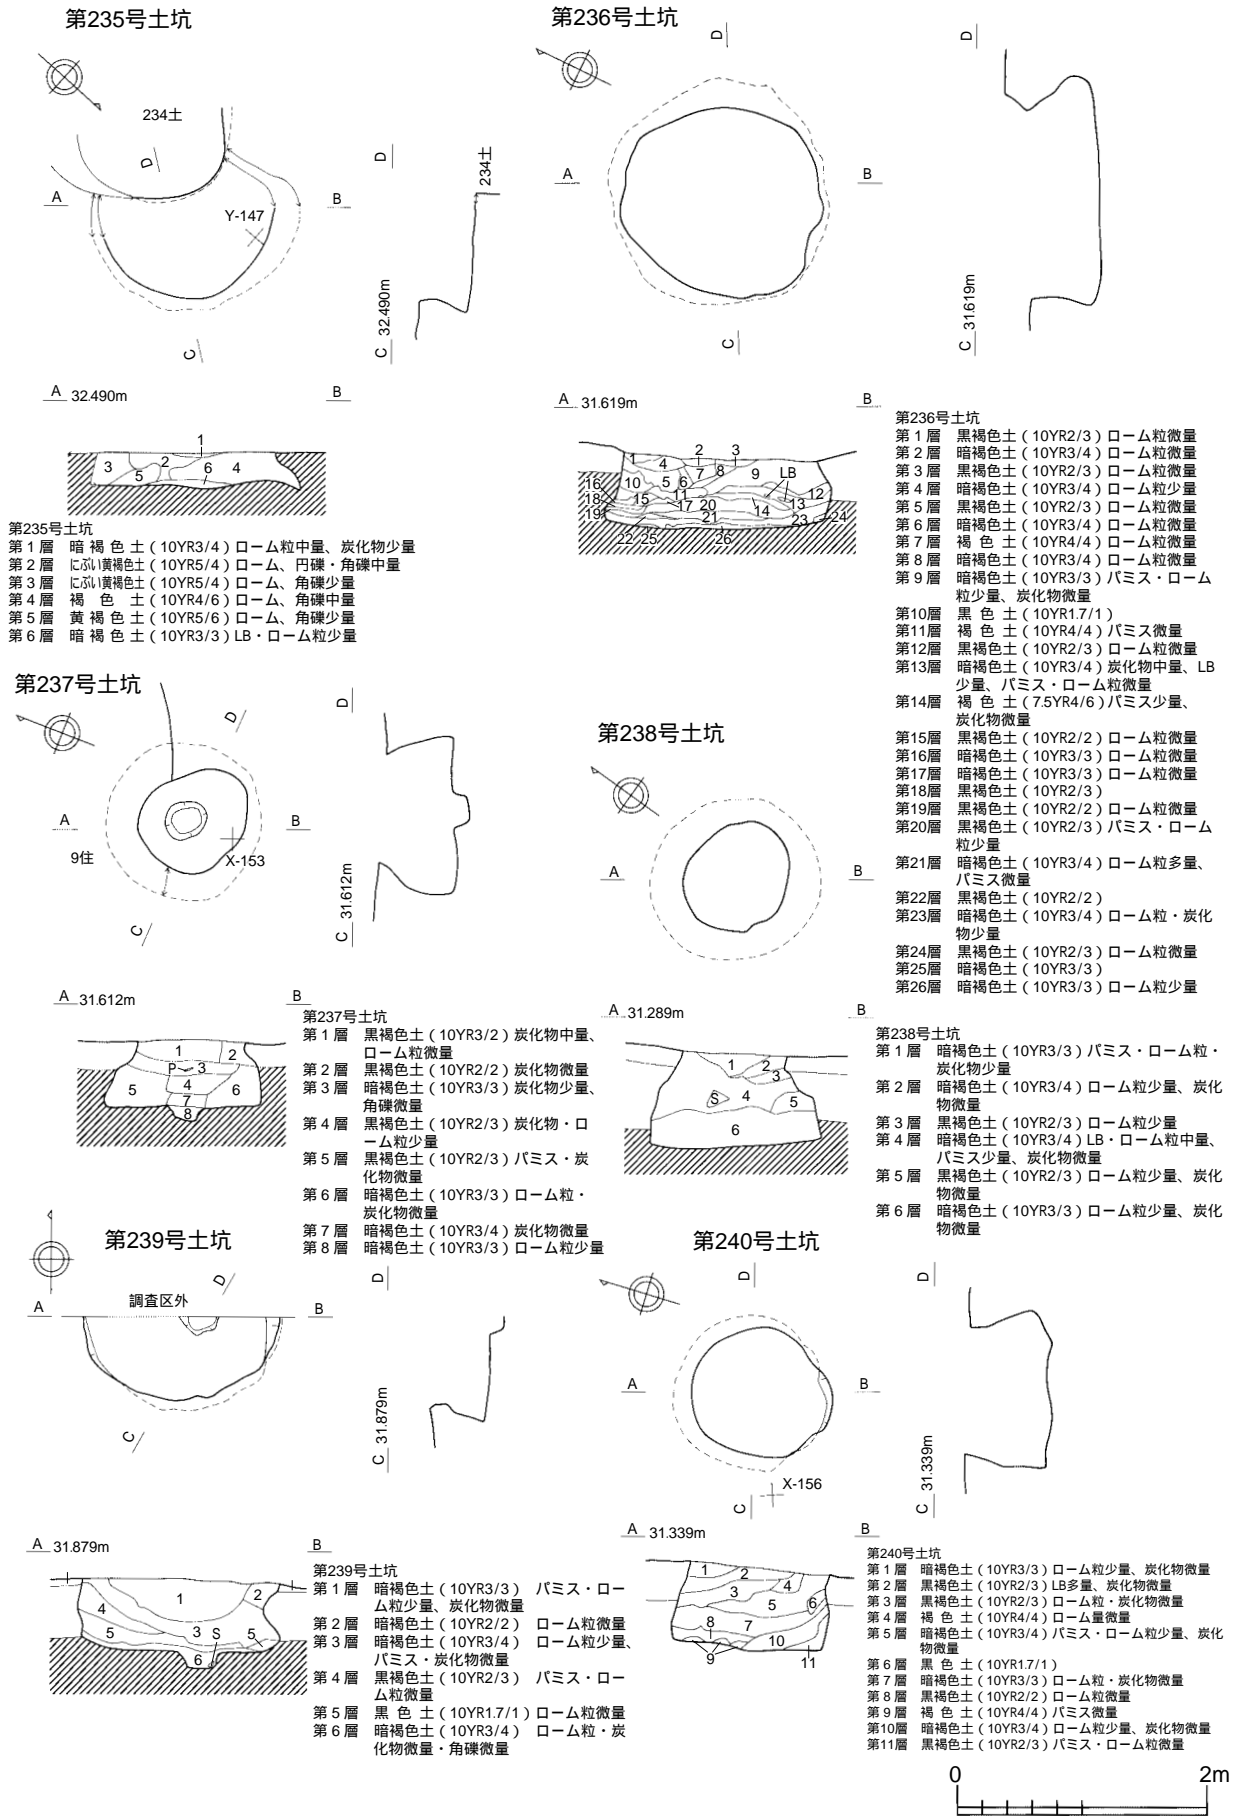 第235号土坑
234土
D
A
B
Y-147
C
D
234土
C 32.490m
A 32.490m
B
1
3
5
2
6
4
第235号土坑
第1層 暗褐色土(10YR3/4)ローム粒中量、炭化物少量
第2層 にぶい黄褐色土(10YR5/4)ローム、円礫・角礫中量
第3層 にぶい黄褐色土(10YR5/4)ローム、角礫少量
第4層 褐色土(10YR4/6)ローム、角礫中量
第5層 黄褐色土(10YR5/6)ローム、角礫少量
第6層 暗褐色土(10YR3/3)LB・ローム粒少量
第236号土坑
D
A
B
C
D
C 31.619m
A 31.619m
B
1 4 2 7 8 3 9 LB
16 10 5 6 12
18 15 11 17 20 14 13
19 21 23 24
22 25 26
第236号土坑
第1層 黒褐色土(10YR2/3)ローム粒微量
第2層 暗褐色土(10YR3/4)ローム粒微量
第3層 黒褐色土(10YR2/3)ローム粒微量
第4層 暗褐色土(10YR3/4)ローム粒少量
第5層 黒褐色土(10YR2/3)ローム粒微量
第6層 暗褐色土(10YR3/4)ローム粒微量
第7層 褐色土(10YR4/4)ローム粒微量
第8層 暗褐色土(10YR3/4)ローム粒微量
第9層 暗褐色土(10YR3/3)パミス・ローム
粒少量、炭化物微量
第10層 黒色土(10YR1.7/1)
第11層 褐色土(10YR4/4)パミス微量
第12層 黒褐色土(10YR2/3)ローム粒微量
第13層 暗褐色土(10YR3/4)炭化物中量、LB
少量、パミス・ローム粒微量
第14層 褐色土(7.5YR4/6)パミス少量、
炭化物微量
第15層 黒褐色土(10YR2/2)ローム粒微量
第16層 暗褐色土(10YR3/3)ローム粒微量
第17層 暗褐色土(10YR3/3)ローム粒微量
第18層 黒褐色土(10YR2/3)
第19層 黒褐色土(10YR2/2)ローム粒微量
第20層 黒褐色土(10YR2/3)パミス・ローム
粒少量
第21層 暗褐色土(10YR3/4)ローム粒多量、
パミス微量
第22層 黒褐色土(10YR2/2)
第23層 暗褐色土(10YR3/4)ローム粒・炭化
物少量
第24層 黒褐色土(10YR2/3)ローム粒微量
第25層 暗褐色土(10YR3/3)
第26層 暗褐色土(10YR3/3)ローム粒少量
第237号土坑
D
A
B
9住
X-153
C
D
C 31.612m
A 31.612m
B
1 2
P 3
5 4 6
7
8
第237号土坑
第1層 黒褐色土(10YR3/2)炭化物中量、
ローム粒微量
第2層 黒褐色土(10YR2/2)炭化物微量
第3層 暗褐色土(10YR3/3)炭化物少量、
角礫微量
第4層 黒褐色土(10YR2/3)炭化物・ロ
ーム粒少量
第5層 黒褐色土(10YR2/3)パミス・炭
化物微量
第6層 暗褐色土(10YR3/3)ローム粒・
炭化物微量
第7層 暗褐色土(10YR3/4)炭化物微量
第8層 暗褐色土(10YR3/3)ローム粒少量
第238号土坑
A
B
A 31.289m
B
1 2
3
S 4 5
6
第238号土坑
第1層 暗褐色土(10YR3/3)パミス・ローム粒・
炭化物少量
第2層 暗褐色土(10YR3/4)ローム粒少量、炭化
物微量
第3層 黒褐色土(10YR2/3)ローム粒少量
第4層 暗褐色土(10YR3/4)LB・ローム粒中量、
パミス少量、炭化物微量
第5層 黒褐色土(10YR2/3)ローム粒少量、炭化
物微量
第6層 暗褐色土(10YR3/3)ローム粒少量、炭化
物微量
第239号土坑
D
A
調査区外
B
C
D
C 31.879m
A 31.879m
B
1 2
4 3 S
5 5
6
第239号土坑
第1層 暗褐色土(10YR3/3) パミス・ロー
ム粒少量、炭化物微量
第2層 暗褐色土(10YR2/2) ローム粒微量
第3層 暗褐色土(10YR3/4) ローム粒少量、
パミス・炭化物微量
第4層 黒褐色土(10YR2/3) パミス・ロー
ム粒微量
第5層 黒色土(10YR1.7/1)ローム粒微量
第6層 暗褐色土(10YR3/4) ローム粒・炭
化物微量・角礫微量
第240号土坑
D
A
B
X-156
C
D
C 31.339m
A 31.339m
B
1 2
3 4
5 6
8 7
9 10 11
第240号土坑
第1層 暗褐色土(10YR3/3)ローム粒少量、炭化物微量
第2層 黒褐色土(10YR2/3)LB多量、炭化物微量
第3層 黒褐色土(10YR2/3)ローム粒・炭化物微量
第4層 褐色土(10YR4/4)ローム量微量
第5層 暗褐色土(10YR3/4)パミス・ローム粒少量、炭化
物微量
第6層 黒色土(10YR1.7/1)
第7層 暗褐色土(10YR3/3)ローム粒・炭化物微量
第8層 黒褐色土(10YR2/2)ローム粒微量
第9層 褐色土(10YR4/4)パミス微量
第10層 暗褐色土(10YR3/4)ローム粒少量、炭化物微量
第11層 黒褐色土(10YR2/3)パミス・ローム粒微量
0 2m